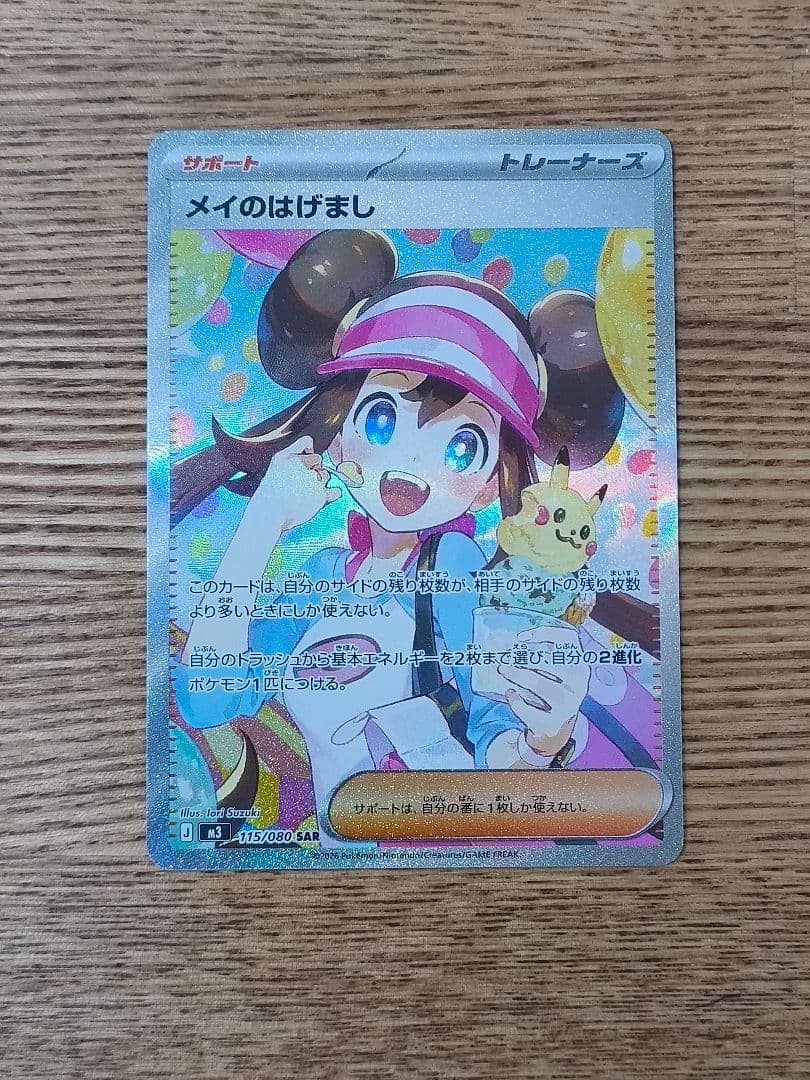 サポート
トレーナーズ
メイのはげまし
このカードは、自分のサイドの残り枚数が、相手のサイドの残り枚数
より多いときにしか使えない。
自分のトラッシュから基本エネルギーを2枚まで選び、自分の2進化
ポケモン1匹につける。
サポートは、自分の番に1枚しか使えない。
Illus. Iori Suzuki
J M3 115/080 SAR
©2026 Pokémon/Nintendo/Creatures/GAME FREAK.